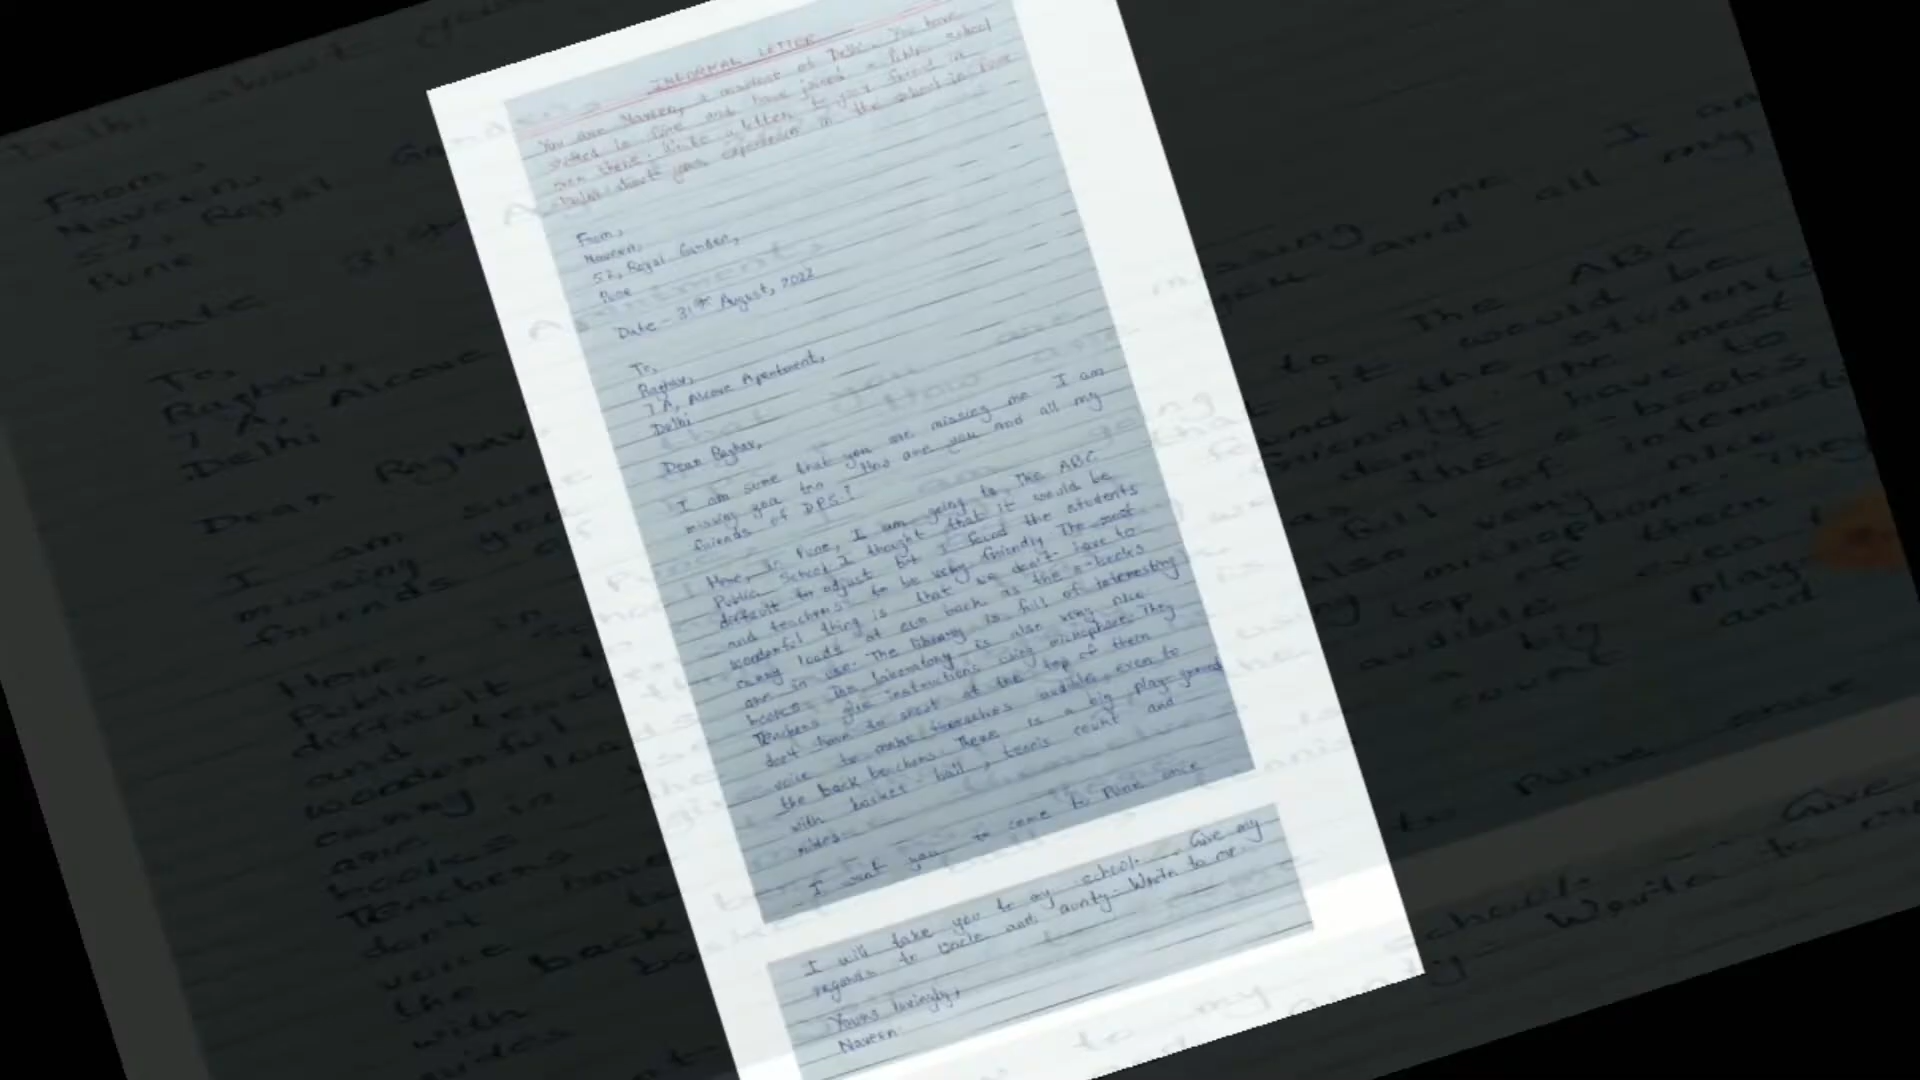 INFORMAL LETTER
You are Naveen, a resident of Delhi. You have
shifted to Pune and have joined a public school
over there. Write a letter to your friend in
Delhi about your experience in the school in Pune
From,
Naveen,
52, Royal Garden,
Pune
Date - 31st August, 2022
To,
Raghav,
7 A, Alcove Apartment,
Delhi
Dear Raghav,
I am sure that you are missing me I am
missing you too How are you and all my
friends of DPS?
Here, in Pune, I am going to The ABC
Public School I thought that it would be
difficult to adjust but I found the students
and teachers to be very friendly The most
wonderful thing is that we don't have to
carry loads at our back as the e-books
are in use. The library is full of interesting
books. The laboratory is also very nice
Teachers give instructions using microphone. They
don't have to shout at the top of them
voice to make themselves audible, even to
the back benchers. There is a big play ground
with basket ball, tennis court and
rides
I want you to come to Pune once
I will take you to my school. Give my
regards to Uncle and aunty. Write to me.
Yours lovingly,
Naveen